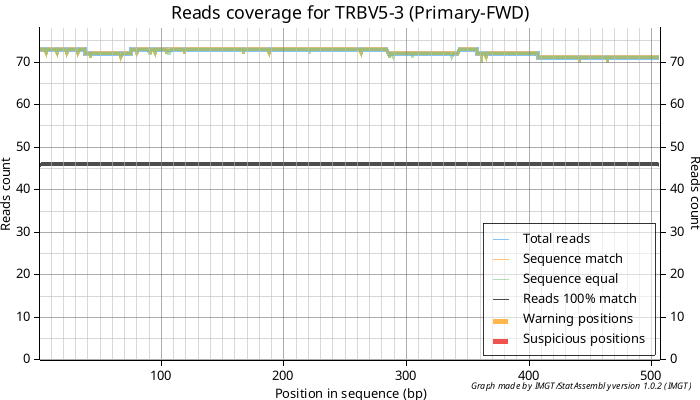 Reads coverage for TRBV5-3 (Primary-FWD)
70 70
60 60
50 50
40 40
30 30
20 20
10 10
0 0
Reads count
Reads count
Total reads
Sequence match
Sequence equal
Reads 100% match
Warning positions
Suspicious positions
100 200 300 400 500
Position in sequence (bp)
Graph made by IMGT/StatAssembly version 1.0.2 (IMGT)